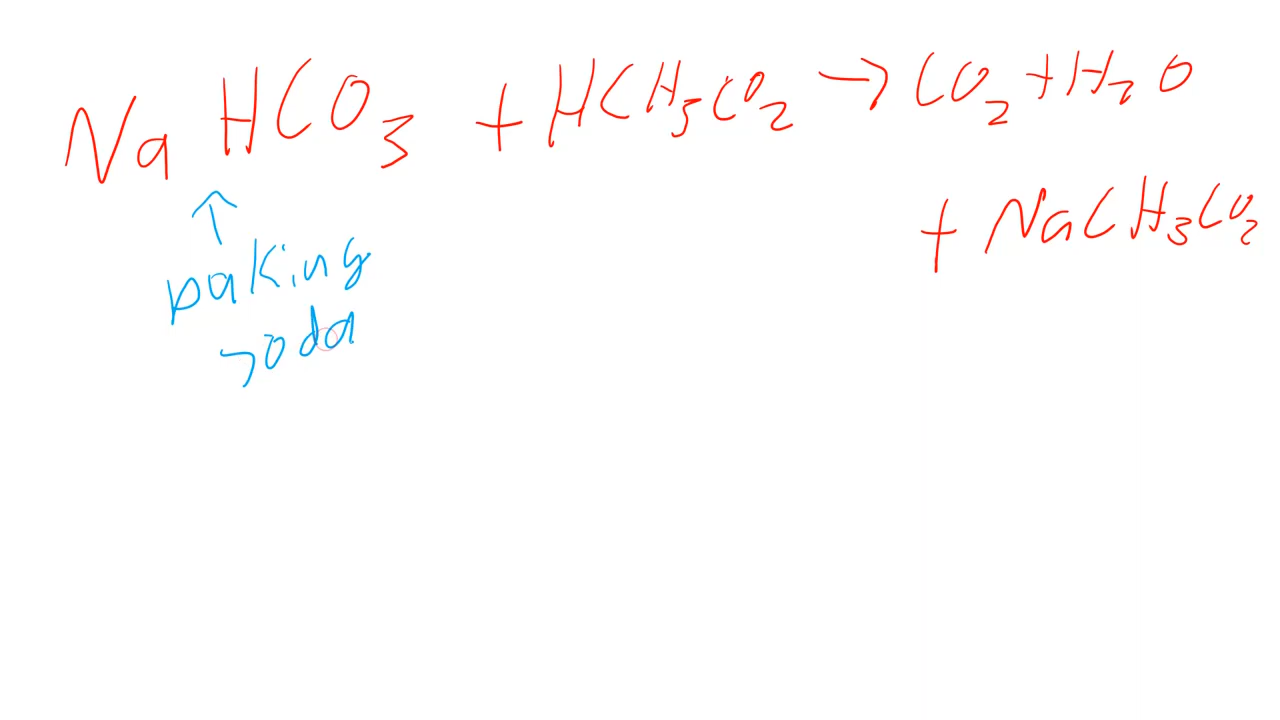 NaHCO₃ + HCH₃CO₂ → CO₂ + H₂O
+ NaCH₃CO₂
↑
baking
soda